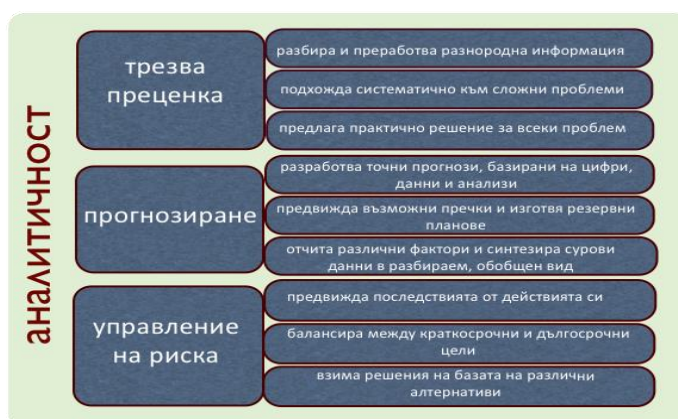 аналитичност
трезва
преценка
разбира и преработва разнородна информация
подхожда систематично към сложни проблеми
предлага практично решение за всеки проблем
прогнозиране
разработва точни прогнози, базирани на цифри,
данни и анализи
предвижда възможни пречки и изготвя резервни
планове
отчита различни фактори и синтезира сурови
данни в разбираем, обобщен вид
управление
на риска
предвижда последствията от действията си
балансира между краткосрочни и дългосрочни
цели
взима решения на базата на различни
алтернативи